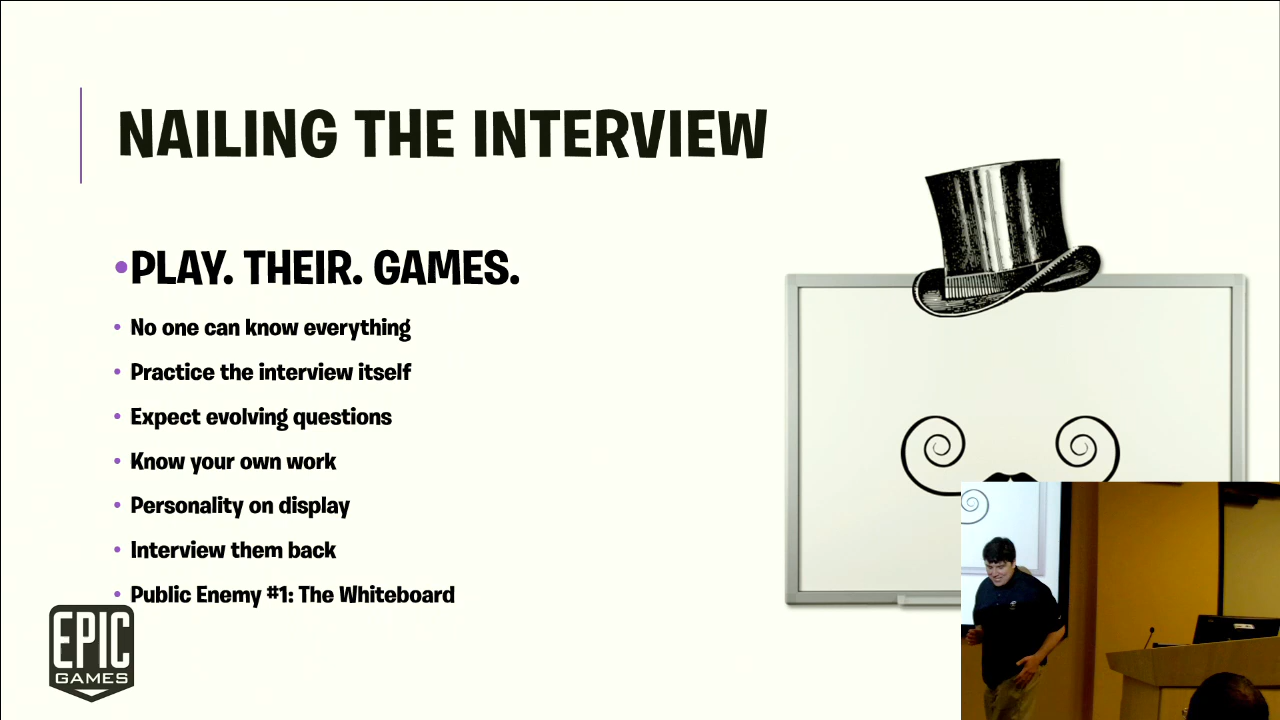 NAILING THE INTERVIEW
•PLAY. THEIR. GAMES.
• No one can know everything
• Practice the interview itself
• Expect evolving questions
• Know your own work
• Personality on display
• Interview them back
• Public Enemy #1: The Whiteboard
EPIC
GAMES